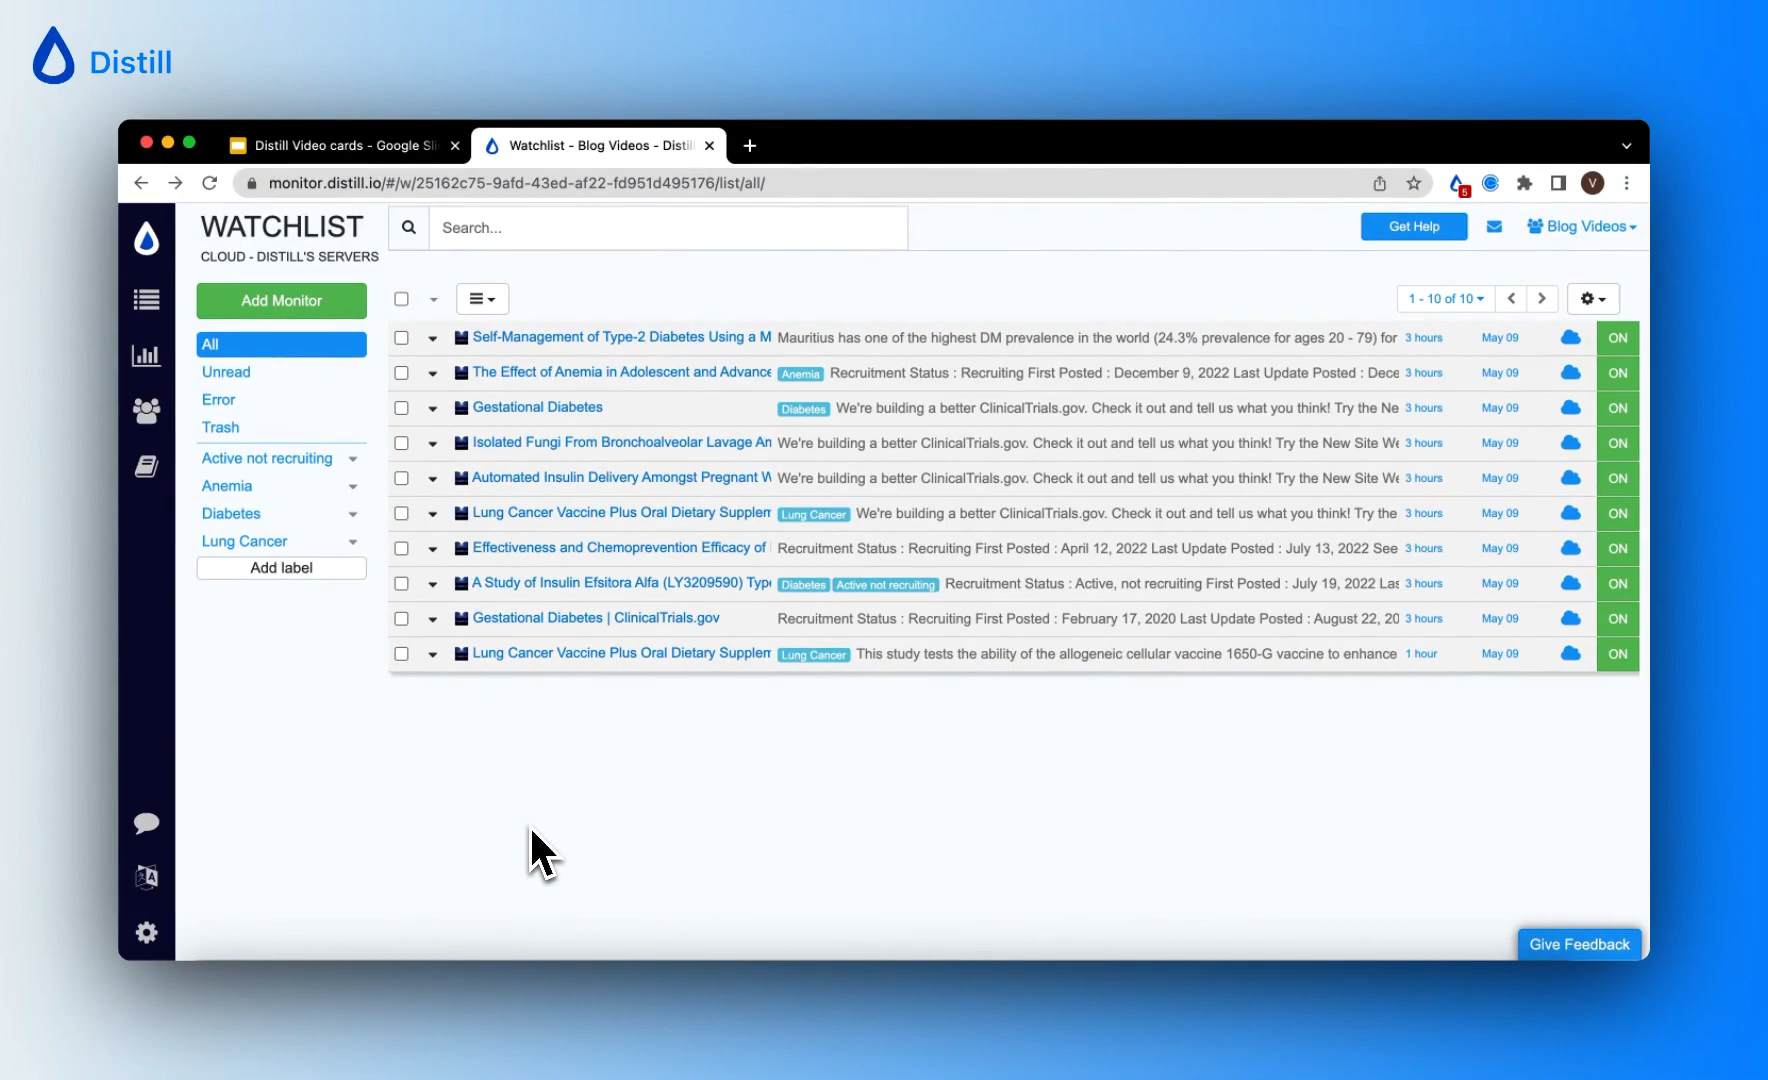 Distill
Distill Video cards - Google Sli
Watchlist - Blog Videos - Distill
monitor.distill.io/#/w/25162c75-9afd-43ed-af22-fd951d495176/list/all/
5
V
WATCHLIST
CLOUD - DISTILL'S SERVERS
Search...
Get Help
Blog Videos
Add Monitor
1 - 10 of 10
All
Unread
Error
Trash
Active not recruiting
Anemia
Diabetes
Lung Cancer
Add label
Self-Management of Type-2 Diabetes Using a M Mauritius has one of the highest DM prevalence in the world (24.3% prevalence for ages 20 - 79) for 3 hours May 09 ON
The Effect of Anemia in Adolescent and Advance Anemia Recruitment Status : Recruiting First Posted : December 9, 2022 Last Update Posted : Dece 3 hours May 09 ON
Gestational Diabetes Diabetes We're building a better ClinicalTrials.gov. Check it out and tell us what you think! Try the Ne 3 hours May 09 ON
Isolated Fungi From Bronchoalveolar Lavage An We're building a better ClinicalTrials.gov. Check it out and tell us what you think! Try the New Site We 3 hours May 09 ON
Automated Insulin Delivery Amongst Pregnant W We're building a better ClinicalTrials.gov. Check it out and tell us what you think! Try the New Site We 3 hours May 09 ON
Lung Cancer Vaccine Plus Oral Dietary Supplem Lung Cancer We're building a better ClinicalTrials.gov. Check it out and tell us what you think! Try the 3 hours May 09 ON
Effectiveness and Chemoprevention Efficacy of Recruitment Status : Recruiting First Posted : April 12, 2022 Last Update Posted : July 13, 2022 See 3 hours May 09 ON
A Study of Insulin Efsitora Alfa (LY3209590) Type Diabetes Active not recruiting Recruitment Status : Active, not recruiting First Posted : July 19, 2022 Las 3 hours May 09 ON
Gestational Diabetes | ClinicalTrials.gov Recruitment Status : Recruiting First Posted : February 17, 2020 Last Update Posted : August 22, 20 3 hours May 09 ON
Lung Cancer Vaccine Plus Oral Dietary Supplem Lung Cancer This study tests the ability of the allogeneic cellular vaccine 1650-G vaccine to enhance 1 hour May 09 ON
Give Feedback